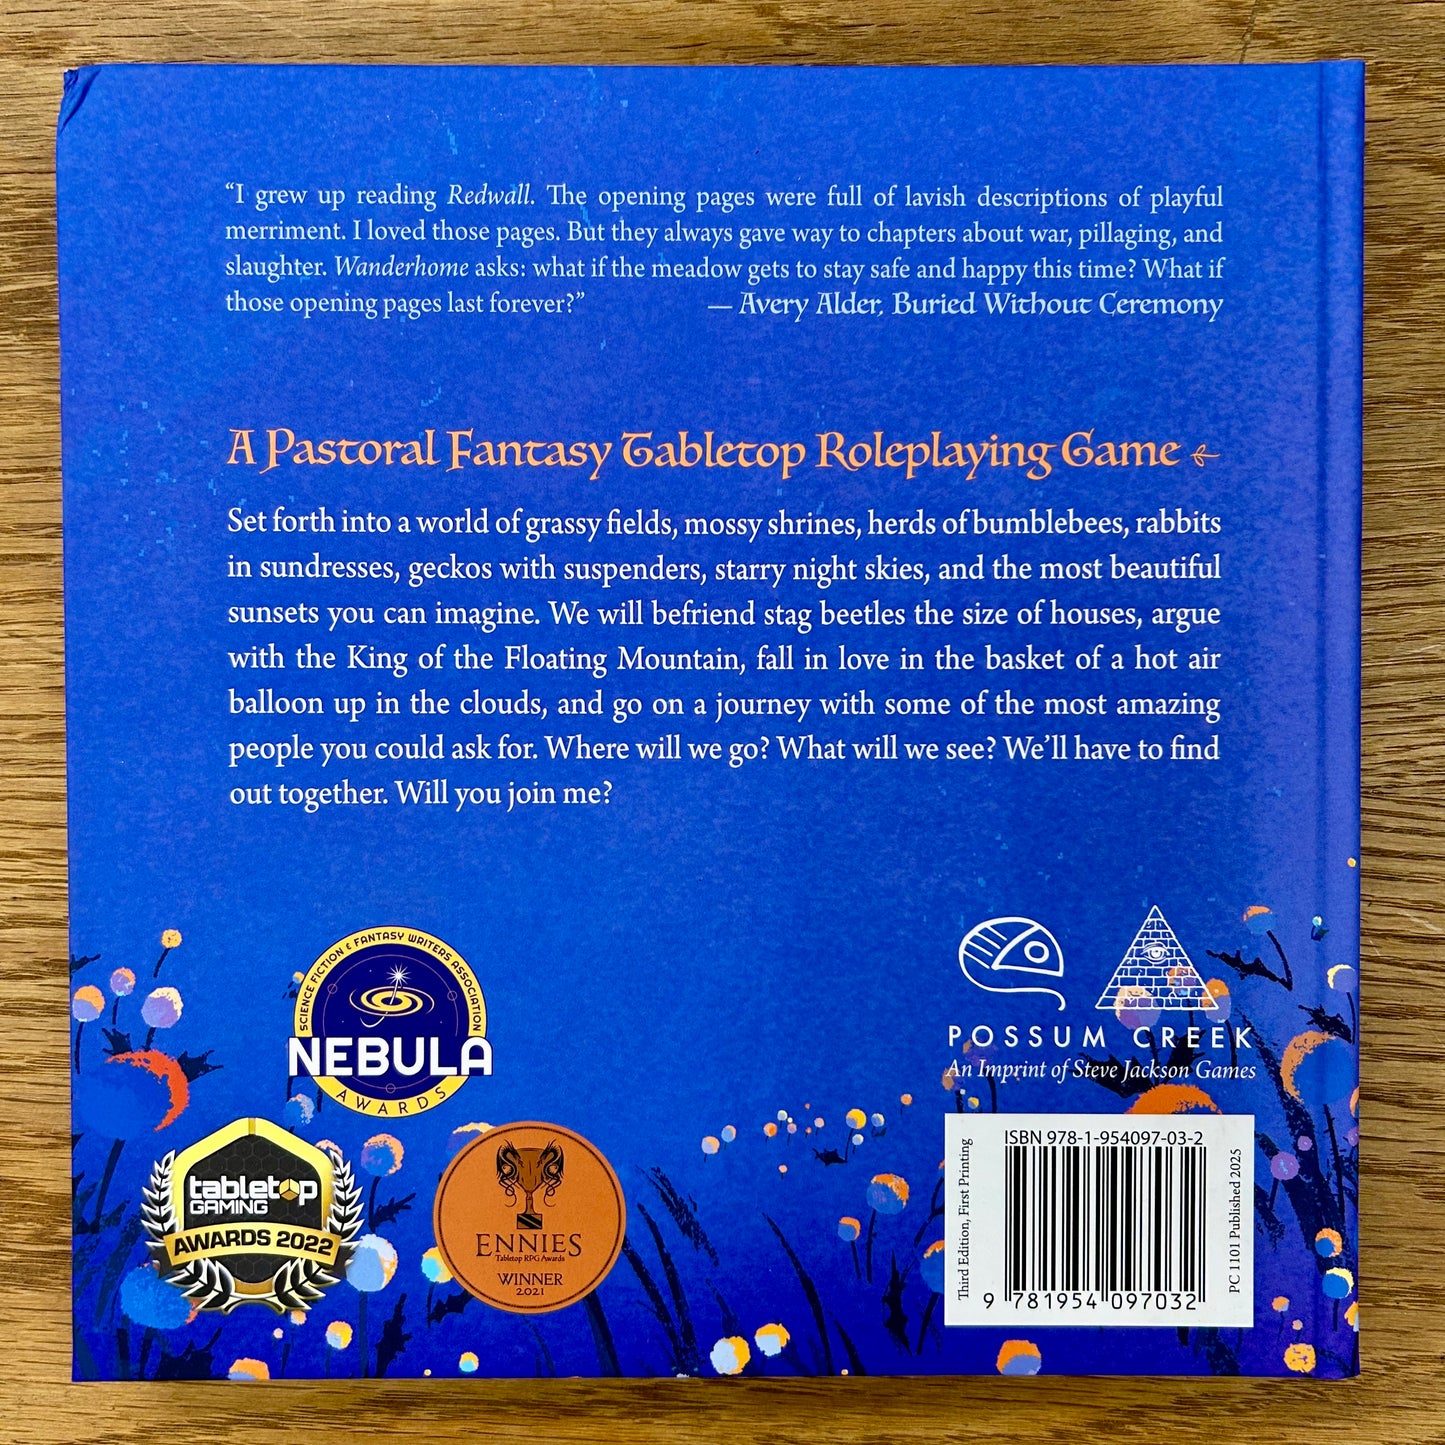 “I grew up reading Redwall. The opening pages were full of lavish descriptions of playful
merriment. I loved those pages. But they always gave way to chapters about war, pillaging, and
slaughter. Wanderhome asks: what if the meadow gets to stay safe and happy this time? What if
those opening pages last forever?” — Avery Alder, Buried Without Ceremony
A Pastoral Fantasy Tabletop Roleplaying Game
Set forth into a world of grassy fields, mossy shrines, herds of bumblebees, rabbits
in sundresses, geckos with suspenders, starry night skies, and the most beautiful
sunsets you can imagine. We will befriend stag beetles the size of houses, argue
with the King of the Floating Mountain, fall in love in the basket of a hot air
balloon up in the clouds, and go on a journey with some of the most amazing
people you could ask for. Where will we go? What will we see? We’ll have to find
out together. Will you join me?
SCIENCE FICTION & FANTASY WRITERS ASSOCIATION
NEBULA
AWARDS
tabletop
GAMING
AWARDS 2022
ENNIES
Tabletop RPG Awards
WINNER
2021
POSSUM CREEK
An Imprint of Steve Jackson Games
Third Edition, First Printing
ISBN 978-1-954097-03-2
9 781954 097032
PC 1101 Published 2025